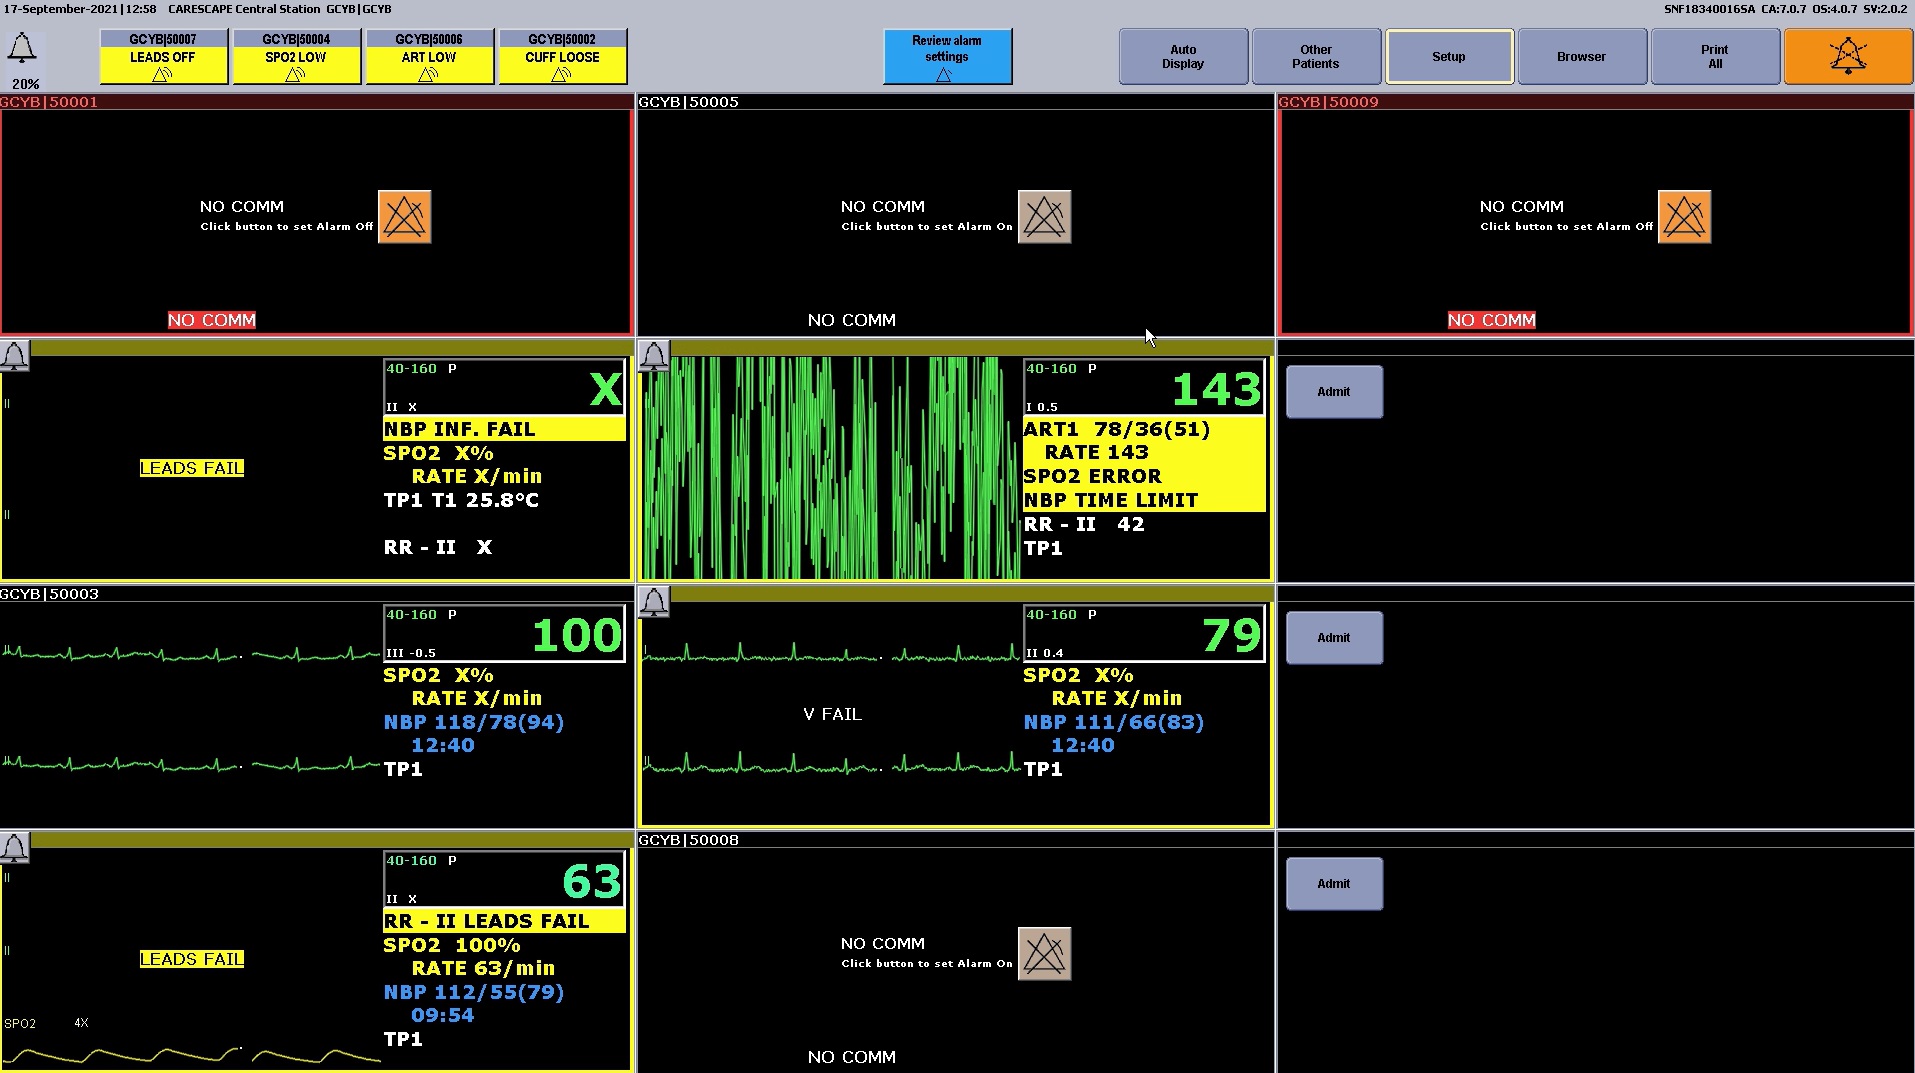 17-September-2021|12:58 CARESCAPE Central Station GCYB|GCYB
SNF18340016SA CA:7.0.7 OS:4.0.7 SV:2.0.2
20%
GCYB|50007
LEADS OFF
GCYB|50004
SPO2 LOW
GCYB|50006
ART LOW
GCYB|50002
CUFF LOOSE
Review alarm
settings
Auto
Display
Other
Patients
Setup
Browser
Print
All
GCYB|50001
NO COMM
Click button to set Alarm Off
NO COMM
GCYB|50005
NO COMM
Click button to set Alarm On
NO COMM
GCYB|50009
NO COMM
Click button to set Alarm Off
NO COMM
II
II
LEADS FAIL
40-160 P
X
II X
NBP INF. FAIL
SPO2 X%
RATE X/min
TP1 T1 25.8°C
RR - II X
40-160 P
143
I 0.5
ART1 78/36(51)
RATE 143
SPO2 ERROR
NBP TIME LIMIT
RR - II 42
TP1
Admit
GCYB|50003
II
II
40-160 P
100
III -0.5
SPO2 X%
RATE X/min
NBP 118/78(94)
12:40
TP1
I
II
V FAIL
40-160 P
79
II 0.4
SPO2 X%
RATE X/min
NBP 111/66(83)
12:40
TP1
Admit
II
II
LEADS FAIL
SPO2 4X
40-160 P
63
II X
RR - II LEADS FAIL
SPO2 100%
RATE 63/min
NBP 112/55(79)
09:54
TP1
GCYB|50008
NO COMM
Click button to set Alarm On
NO COMM
Admit